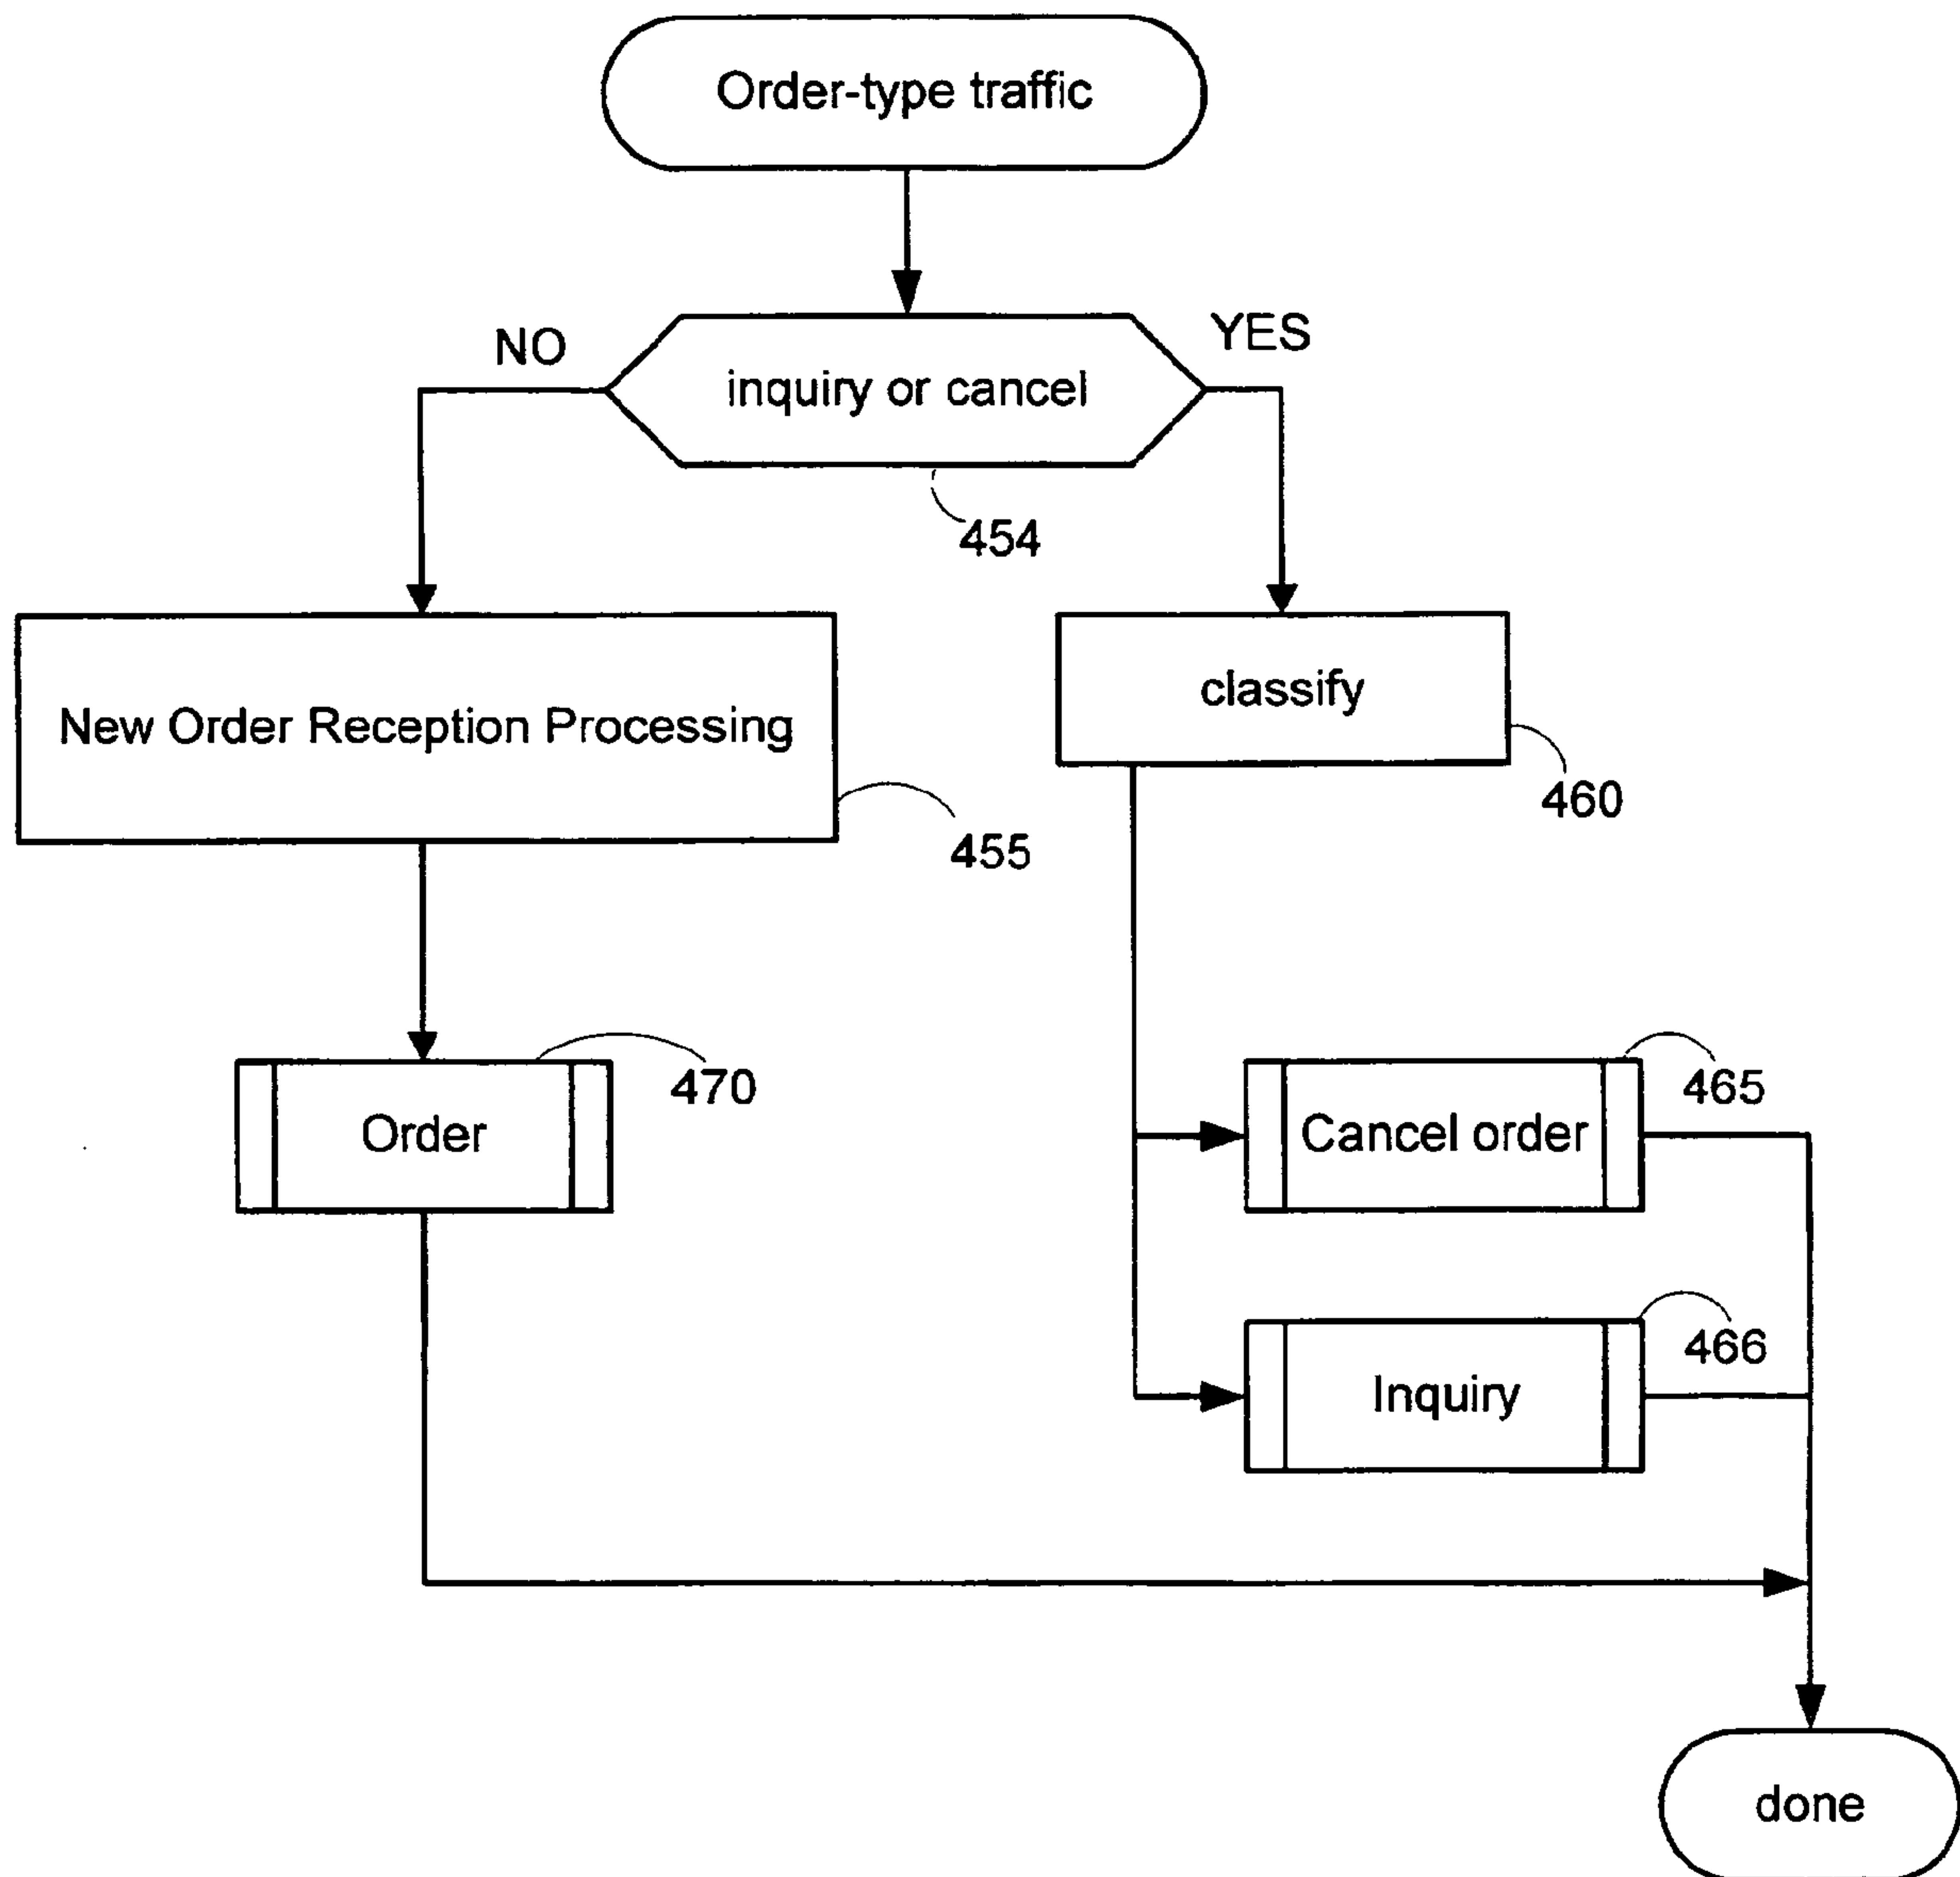 Order-type traffic
NO
YES
inquiry or cancel
454
New Order Reception Processing
455
classify
460
470
Order
465
Cancel order
466
Inquiry
done